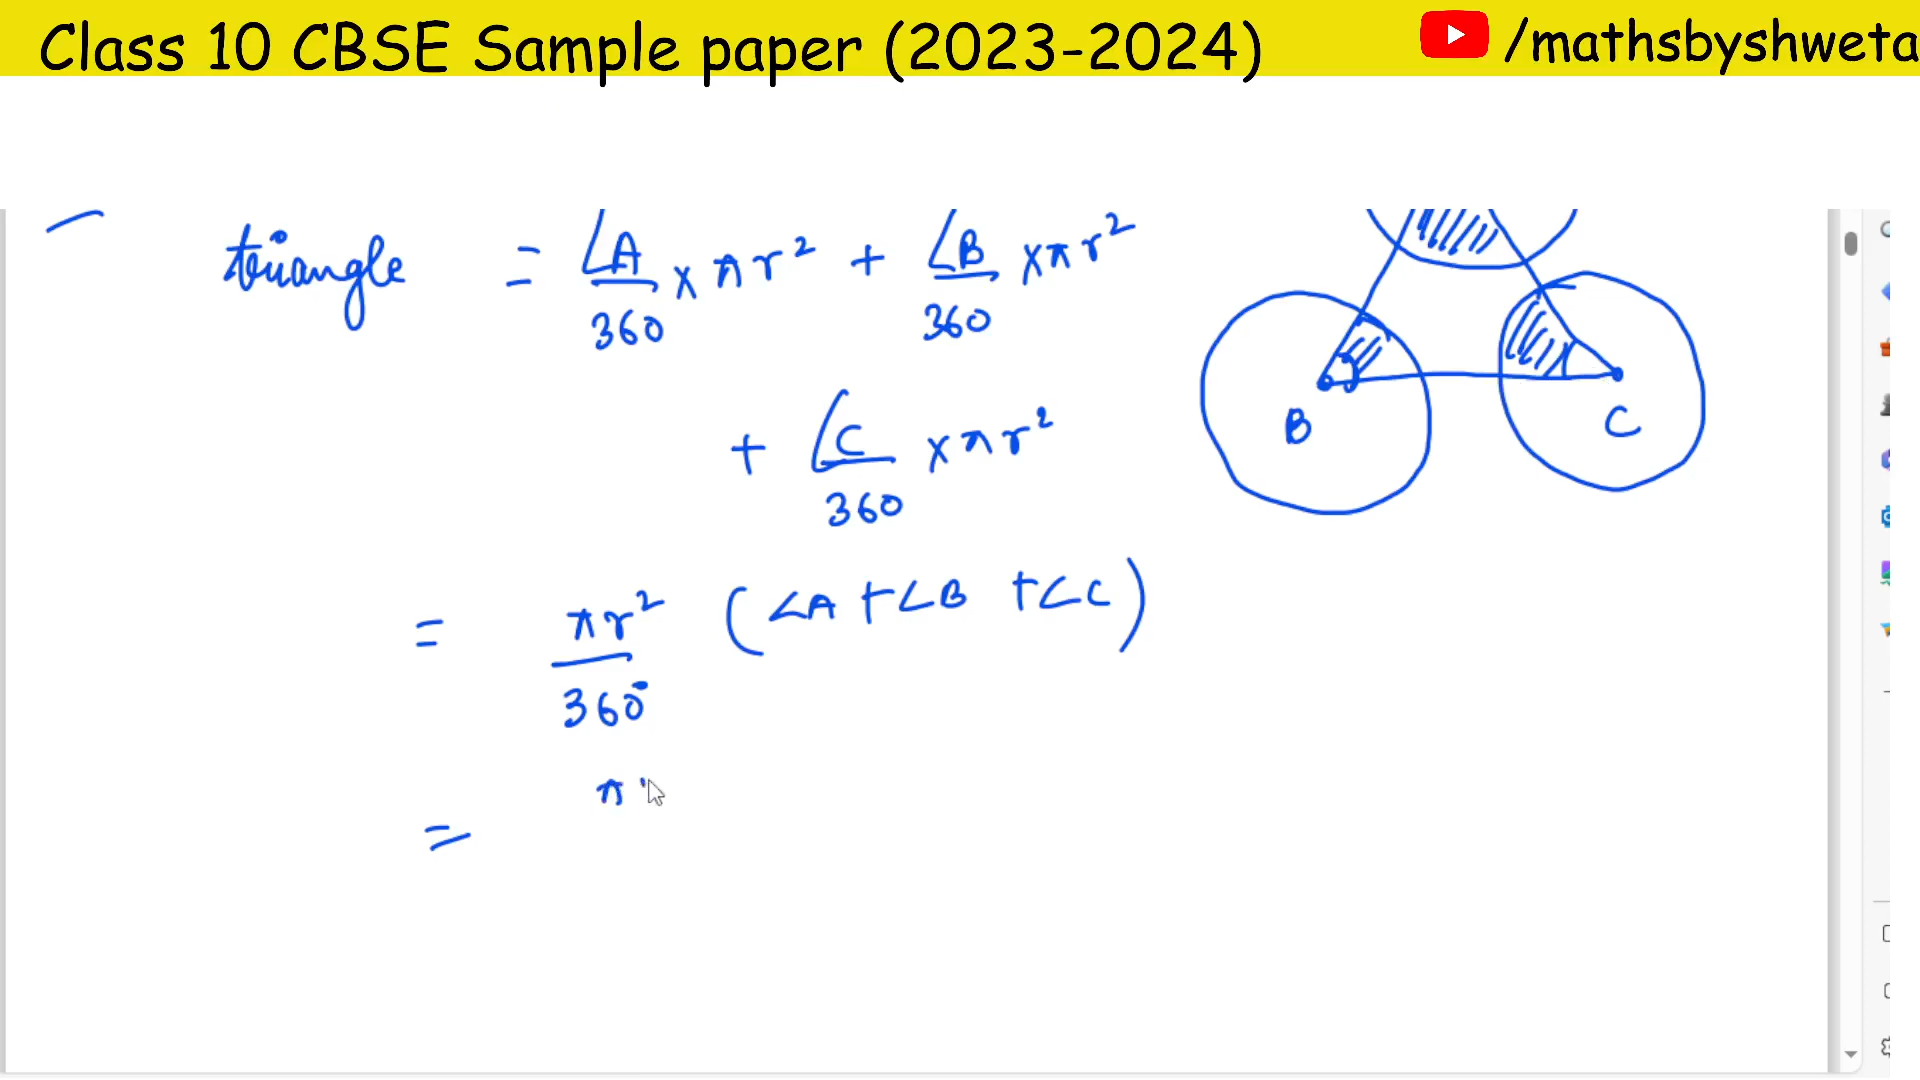 Class 10 CBSE Sample paper (2023-2024)
/mathsbyshweta
triangle = ∠A/360 × πr² + ∠B/360 × πr²
+ ∠C/360 × πr²
B
C
= πr²/360° (∠A + ∠B + ∠C)
= π